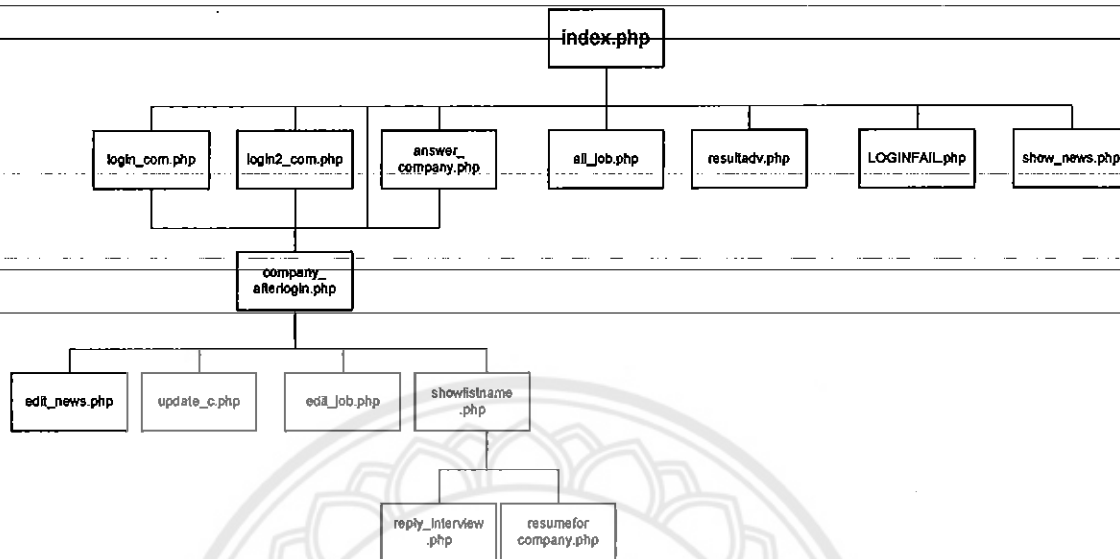 index.php
login_com.php
login2_com.php
answer_
company.php
all_job.php
resultadv.php
LOGINFAIL.php
show_news.php
company_
afterlogin.php
edit_news.php
update_c.php
edit_job.php
showlistname
.php
reply_interview
.php
resumefor
company.php